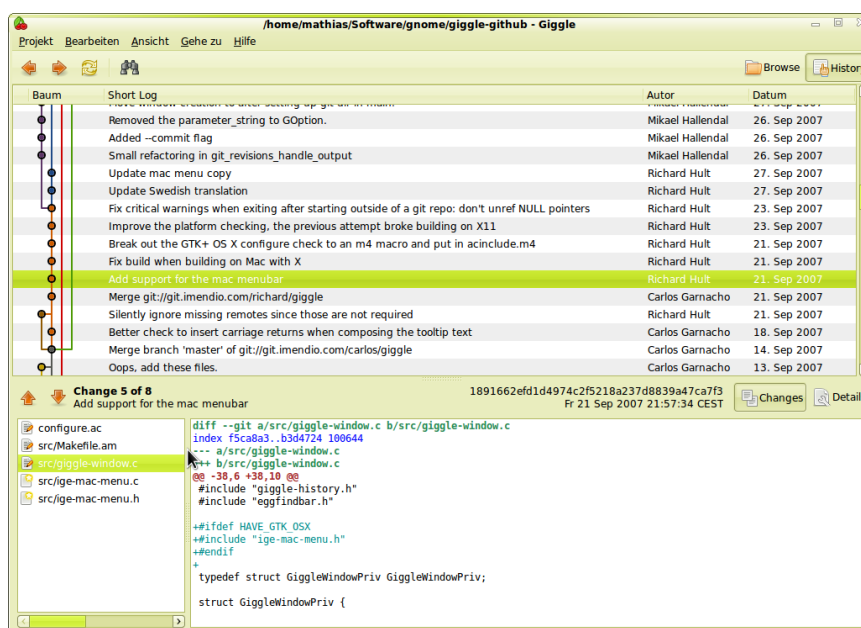 /home/mathias/Software/gnome/giggle-github - Giggle
Projekt Bearbeiten Ansicht Gehe zu Hilfe
Browse
Baum Short Log Autor Datum
Removed the parameter_string to GOption. Mikael Hallendal 26. Sep 2007
Added --commit flag Mikael Hallendal 26. Sep 2007
Small refactoring in git_revisions_handle_output Mikael Hallendal 26. Sep 2007
Update mac menu copy Richard Hult 27. Sep 2007
Update Swedish translation Richard Hult 27. Sep 2007
Fix critical warnings when exiting after starting outside of a git repo: don't unref NULL pointers Richard Hult 23. Sep 2007
Improve the platform checking, the previous attempt broke building on X11 Richard Hult 23. Sep 2007
Break out the GTK+ OS X configure check to an m4 macro and put in acinclude.m4 Richard Hult 21. Sep 2007
Fix build when building on Mac with X Richard Hult 21. Sep 2007
Add support for the mac menubar Richard Hult 21. Sep 2007
Merge git://git.imendio.com/richard/giggle Carlos Garnacho 21. Sep 2007
Silently ignore missing remotes since those are not required Richard Hult 21. Sep 2007
Better check to insert carriage returns when composing the tooltip text Carlos Garnacho 18. Sep 2007
Merge branch 'master' of git://git.imendio.com/carlos/giggle Carlos Garnacho 14. Sep 2007
Oops, add these files. Carlos Garnacho 13. Sep 2007
Change 5 of 8 1891662efd1d4974c2f5218a237d8839a47ca7f3
Add support for the mac menubar Fr 21 Sep 2007 21:57:34 CEST
Changes
configure.ac
src/Makefile.am
src/giggle-window.c
src/ige-mac-menu.c
src/ige-mac-menu.h
diff --git a/src/giggle-window.c b/src/giggle-window.c
index f5ca8a3..b3d4724 100644
--- a/src/giggle-window.c
+++ b/src/giggle-window.c
@@ -38,6 +38,10 @@
#include "giggle-history.h"
#include "eggfindbar.h"
+#ifdef HAVE_GTK_OSX
+#include "ige-mac-menu.h"
+#endif
+
typedef struct GiggleWindowPriv GiggleWindowPriv;
struct GiggleWindowPriv {